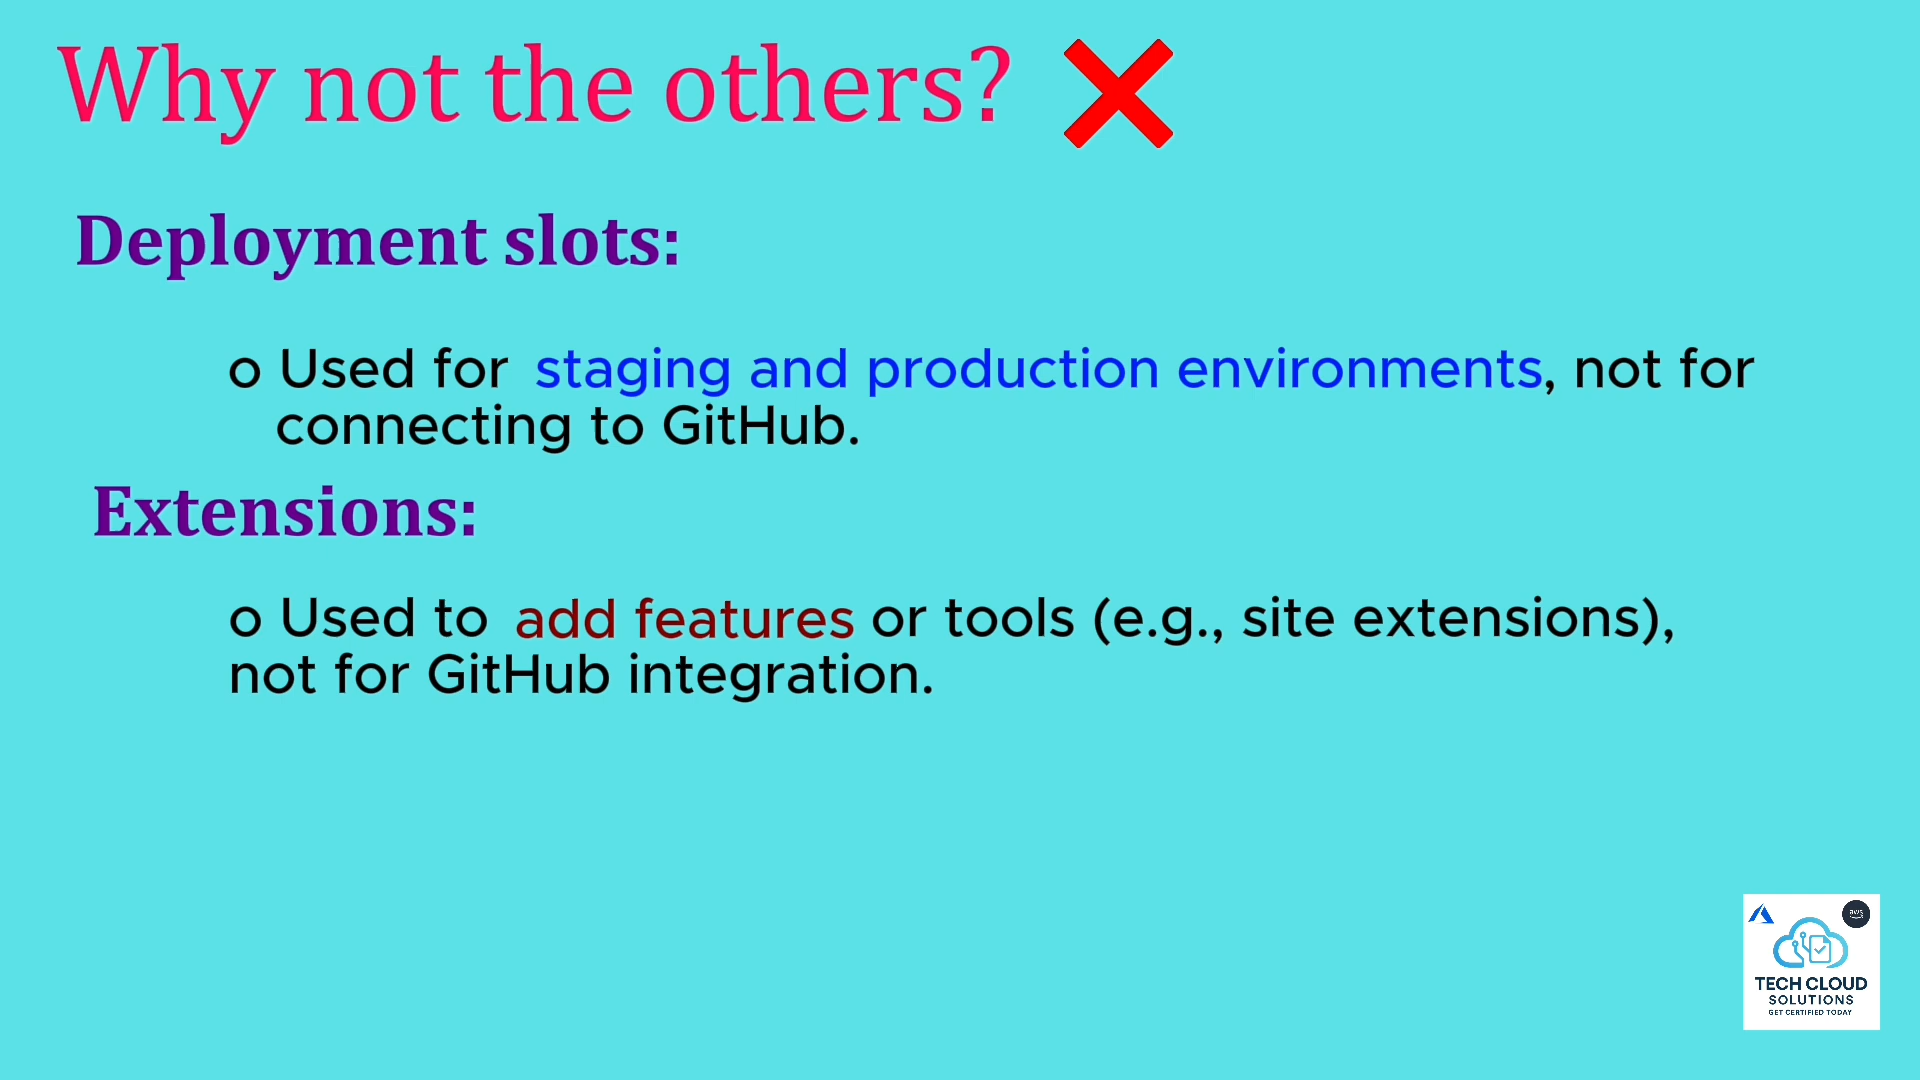 Why not the others?
Deployment slots:
o Used for staging and production environments, not for
connecting to GitHub.
Extensions:
o Used to add features or tools (e.g., site extensions),
not for GitHub integration.
aws
TECH CLOUD
SOLUTIONS
GET CERTIFIED TODAY